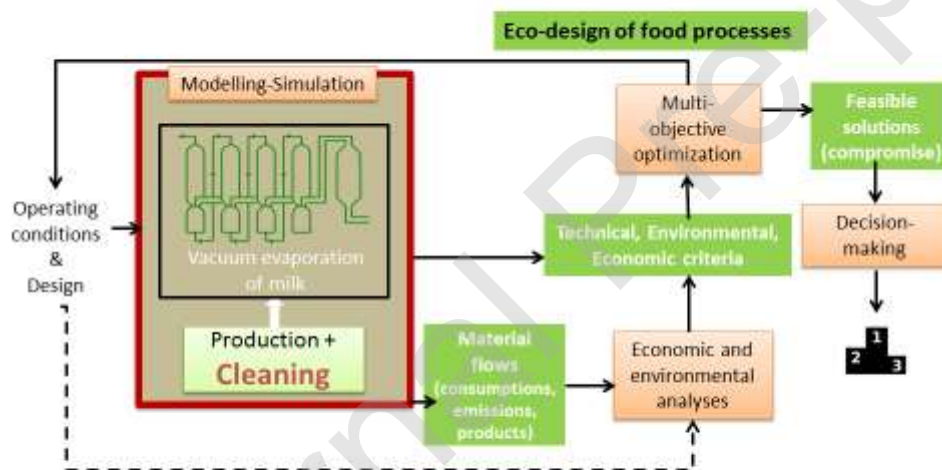 Eco-design of food processes
Modelling-Simulation
Vacuum evaporation
of milk
Production +
Cleaning
Operating
conditions
&
Design
Material
flows
(consumptions,
emissions,
products)
Economic and
environmental
analyses
Technical, Environmental,
Economic criteria
Multi-
objective
optimization
Feasible
solutions
(compromise)
Decision-
making
1
2
3